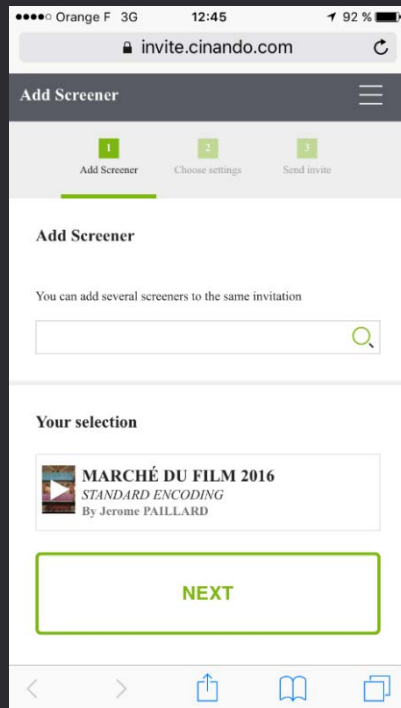 Orange F 3G 12:45 92 %
invite.cinando.com
Add Screener
1 2 3
Add Screener Choose settings Send invite
Add Screener
You can add several screeners to the same invitation
Your selection
MARCHÉ DU FILM 2016
STANDARD ENCODING
By Jerome PAILLARD
NEXT